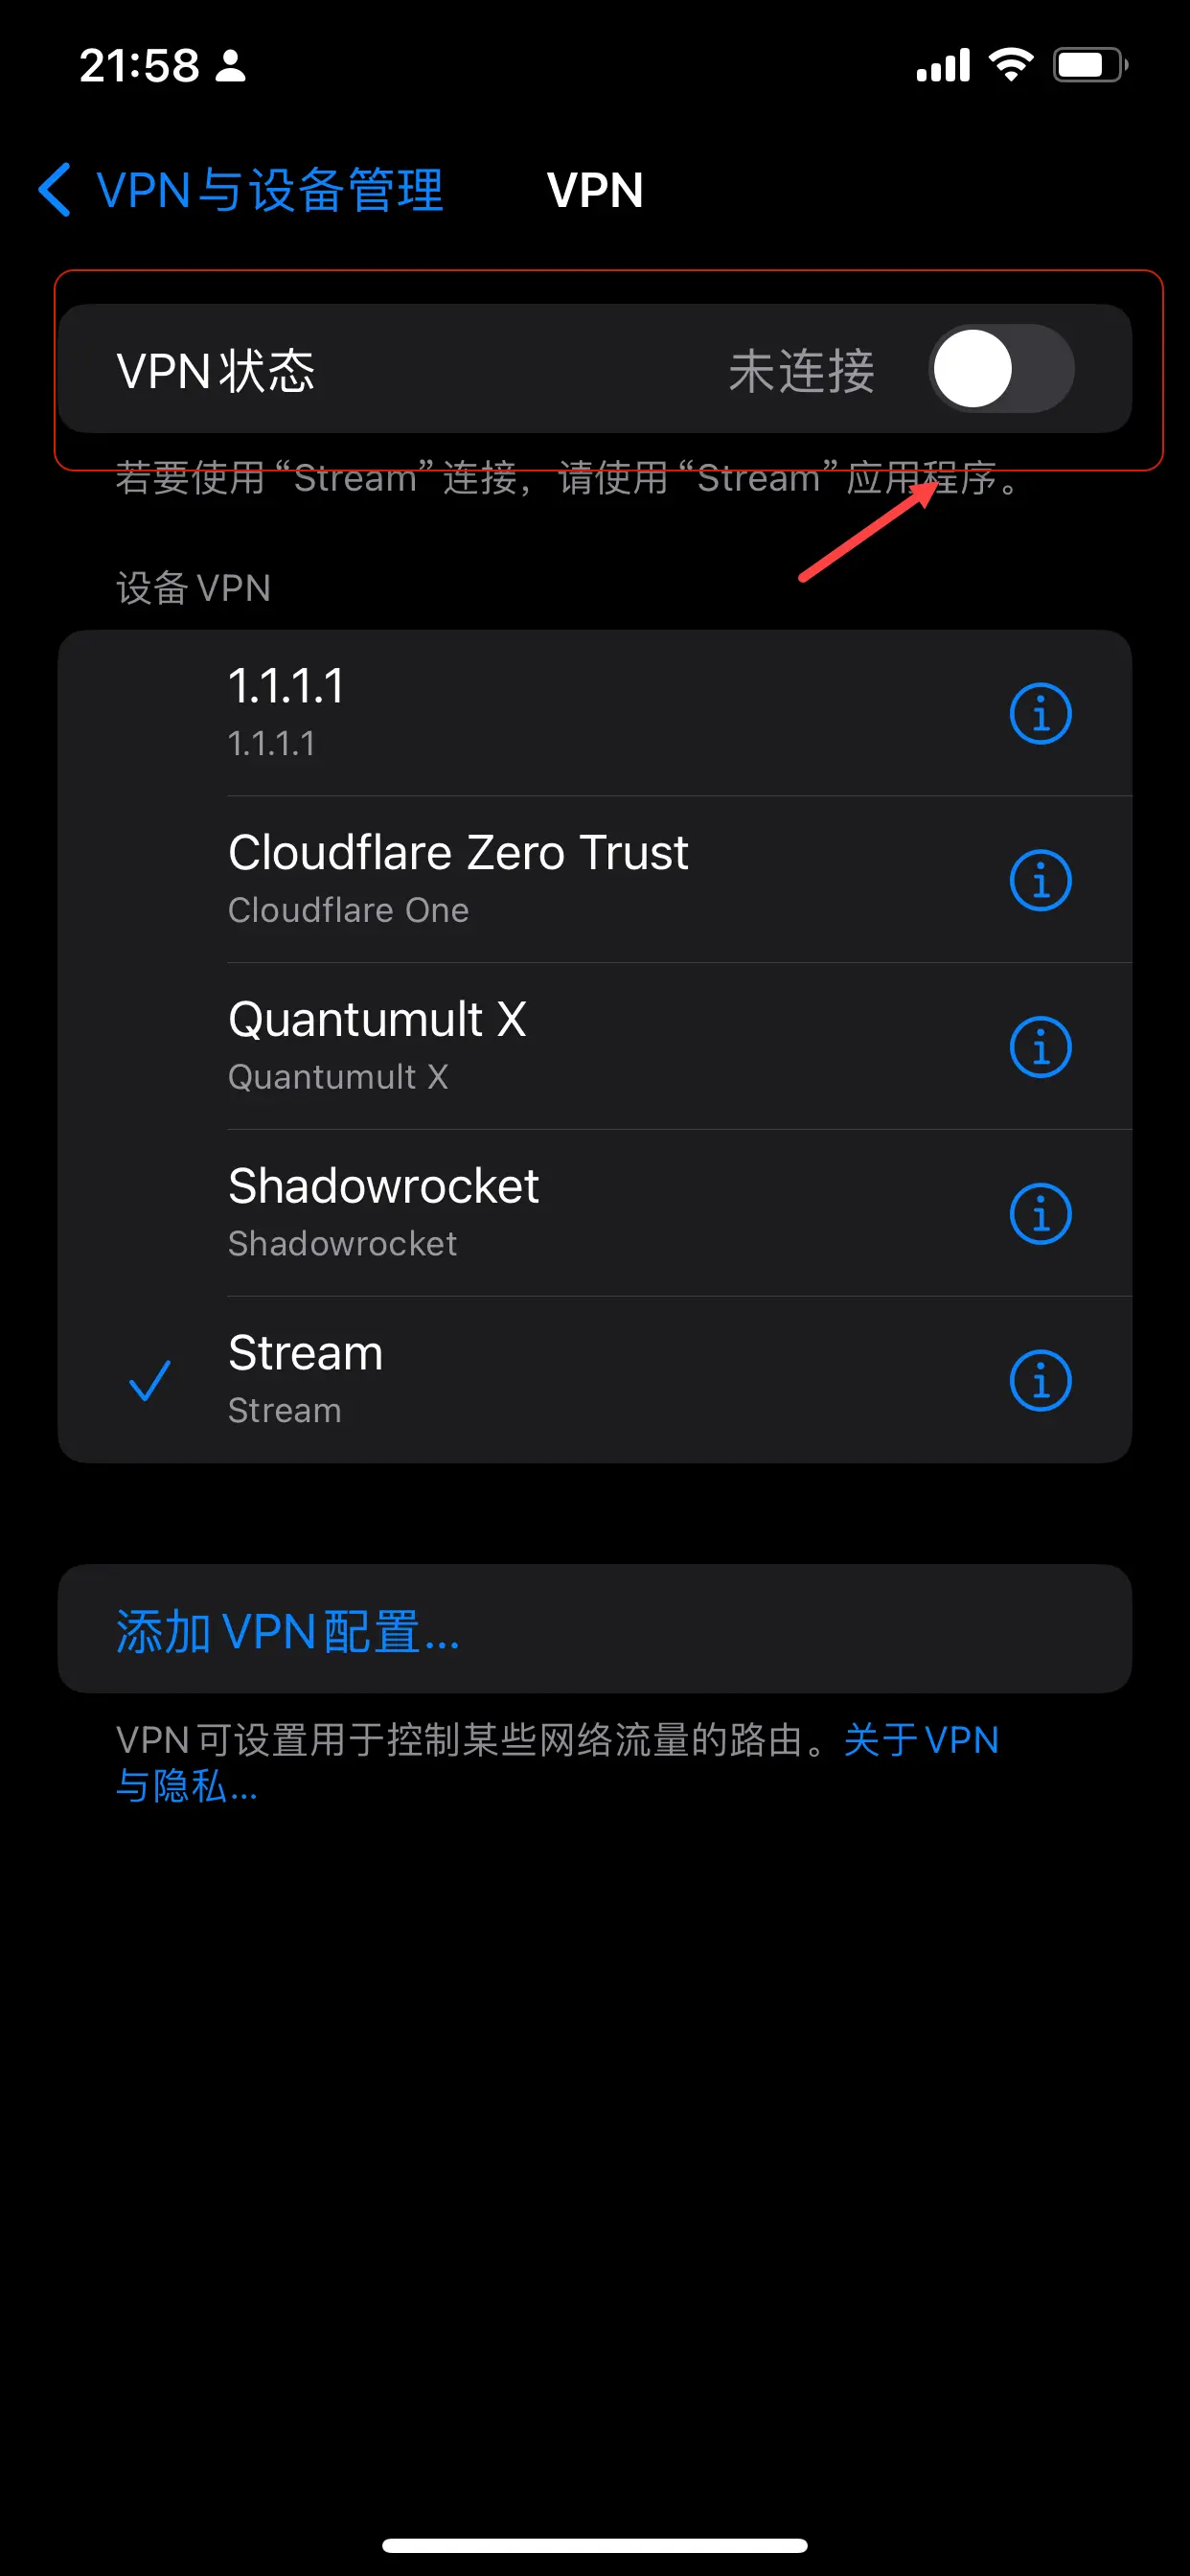 21:58
VPN与设备管理
VPN
VPN状态
未连接
若要使用“Stream”连接，请使用“Stream”应用程序。
设备 VPN
1.1.1.1
1.1.1.1
Cloudflare Zero Trust
Cloudflare One
Quantumult X
Quantumult X
Shadowrocket
Shadowrocket
Stream
Stream
添加 VPN 配置...
VPN 可设置用于控制某些网络流量的路由。关于 VPN
与隐私...